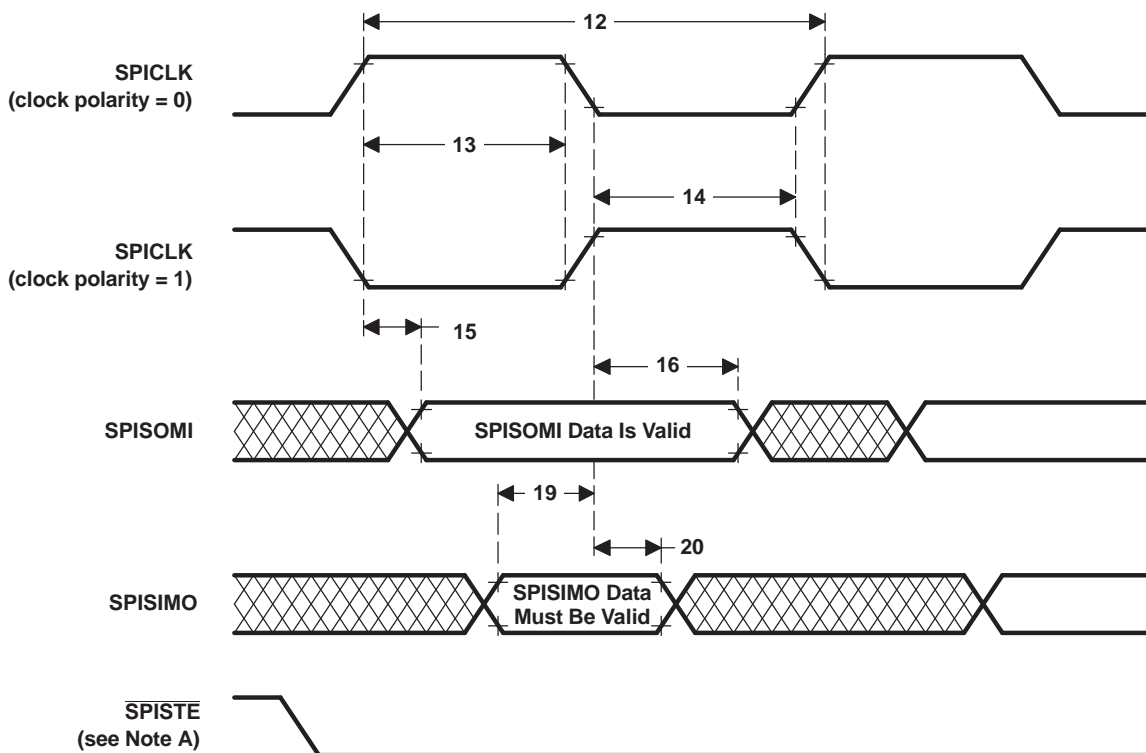 12
SPICLK
(clock polarity = 0)
13
14
SPICLK
(clock polarity = 1)
15
16
SPISOMI
SPISOMI Data Is Valid
19
20
SPISIMO
SPISIMO Data
Must Be Valid
SPISTE
(see Note A)